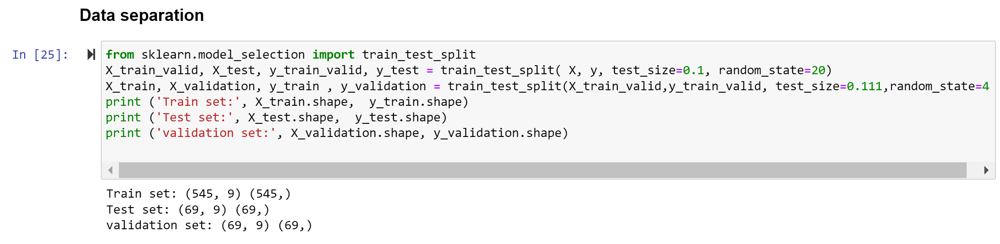 Data separation
In [25]:
from sklearn.model_selection import train_test_split
X_train_valid, X_test, y_train_valid, y_test = train_test_split( X, y, test_size=0.1, random_state=20)
X_train, X_validation, y_train , y_validation = train_test_split(X_train_valid,y_train_valid, test_size=0.111,random_state=4
print ('Train set:', X_train.shape,  y_train.shape)
print ('Test set:', X_test.shape,  y_test.shape)
print ('validation set:', X_validation.shape, y_validation.shape)
Train set: (545, 9) (545,)
Test set: (69, 9) (69,)
validation set: (69, 9) (69,)